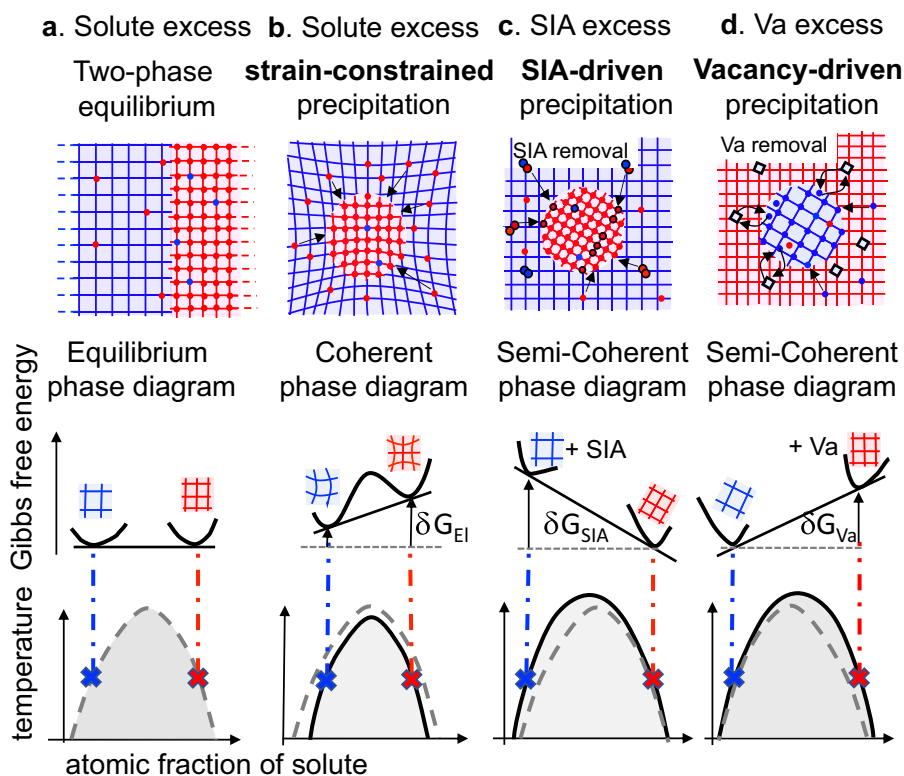 a. Solute excess
Two-phase
equilibrium
b. Solute excess
strain-constrained
precipitation
c. SIA excess
SIA-driven
precipitation
d. Va excess
Vacancy-driven
precipitation
SIA removal
Va removal
Equilibrium
phase diagram
Coherent
phase diagram
Semi-Coherent
phase diagram
Semi-Coherent
phase diagram
Gibbs free energy
δG_El
+ SIA
δG_SIA
+ Va
δG_Va
temperature
atomic fraction of solute